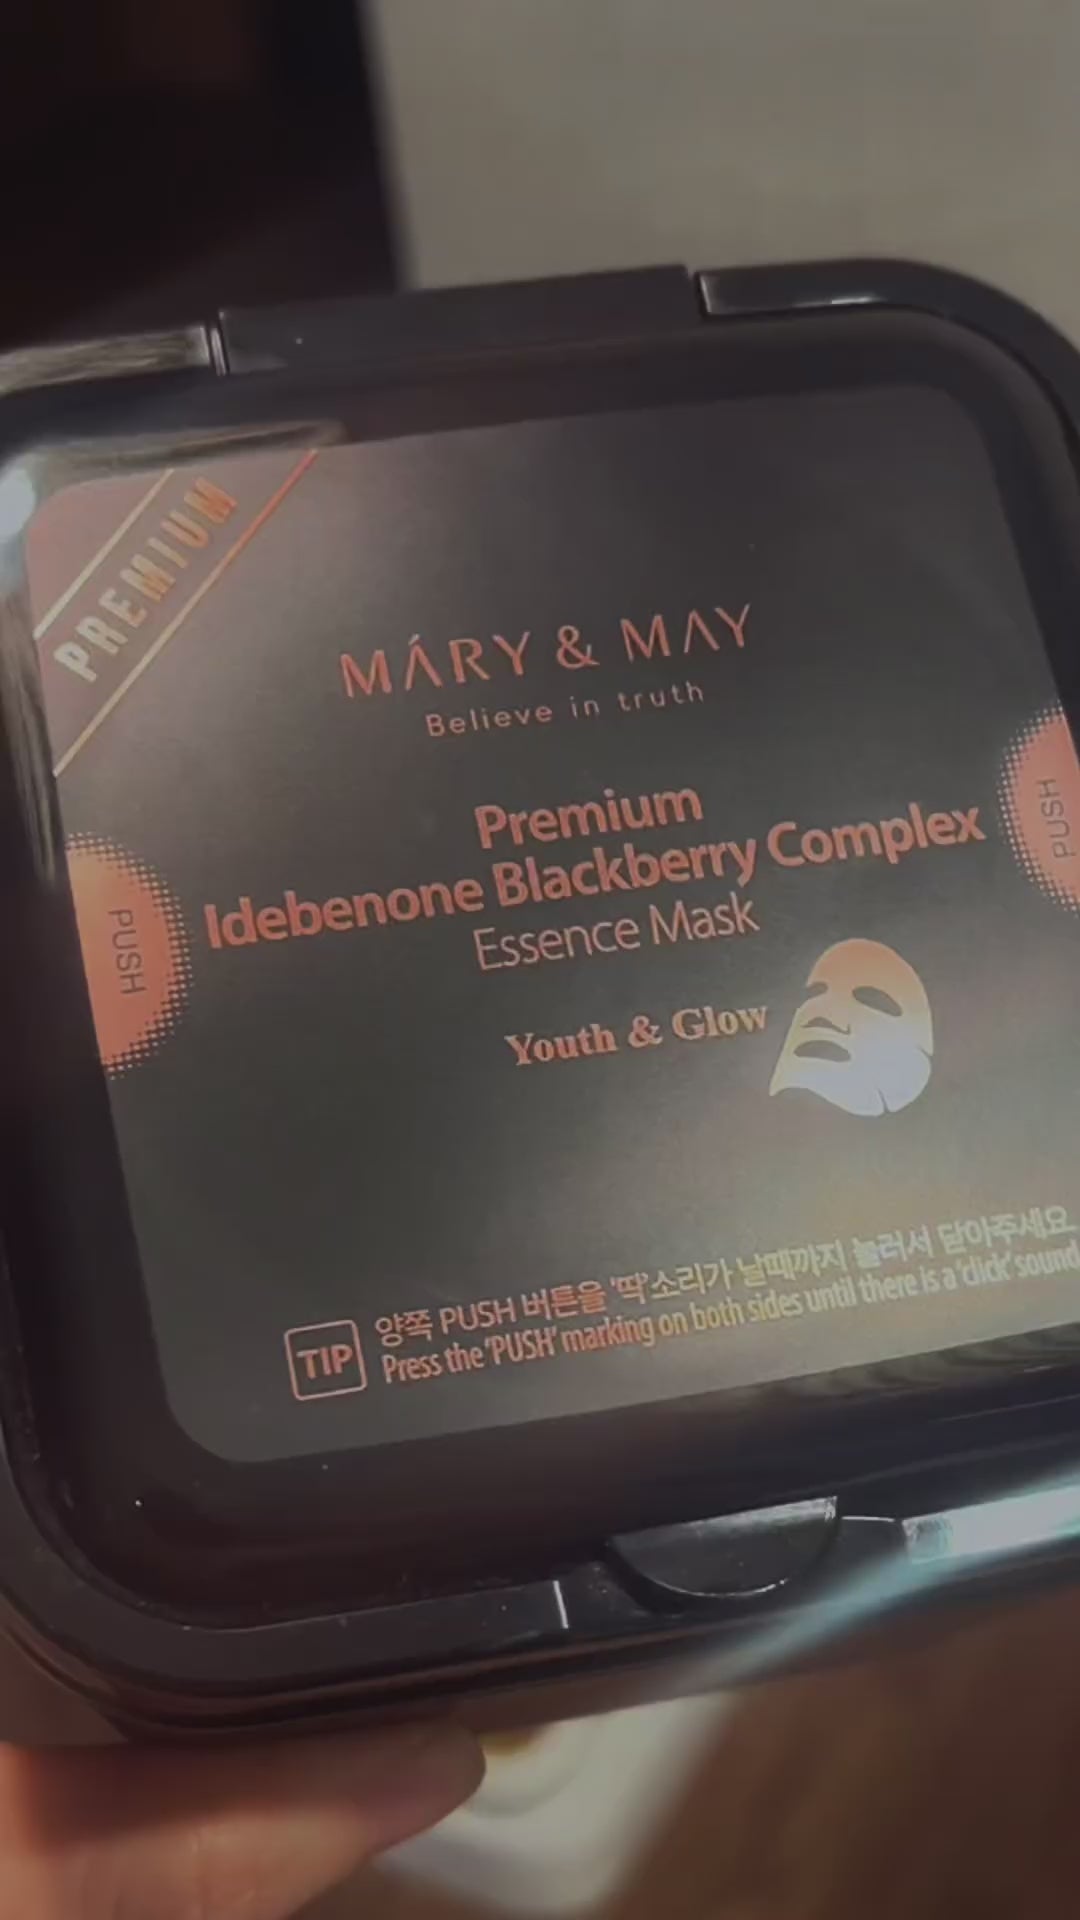 PREMIUM
MÁRY & MAY
Believe in truth
Premium
Idebenone Blackberry Complex
Essence Mask
Youth & Glow
PUSH
PUSH
TIP
양쪽 PUSH 버튼을 '딱'소리가 날때까지 눌러서 닫아주세요
Press the 'PUSH' marking on both sides until there is a 'click' sound